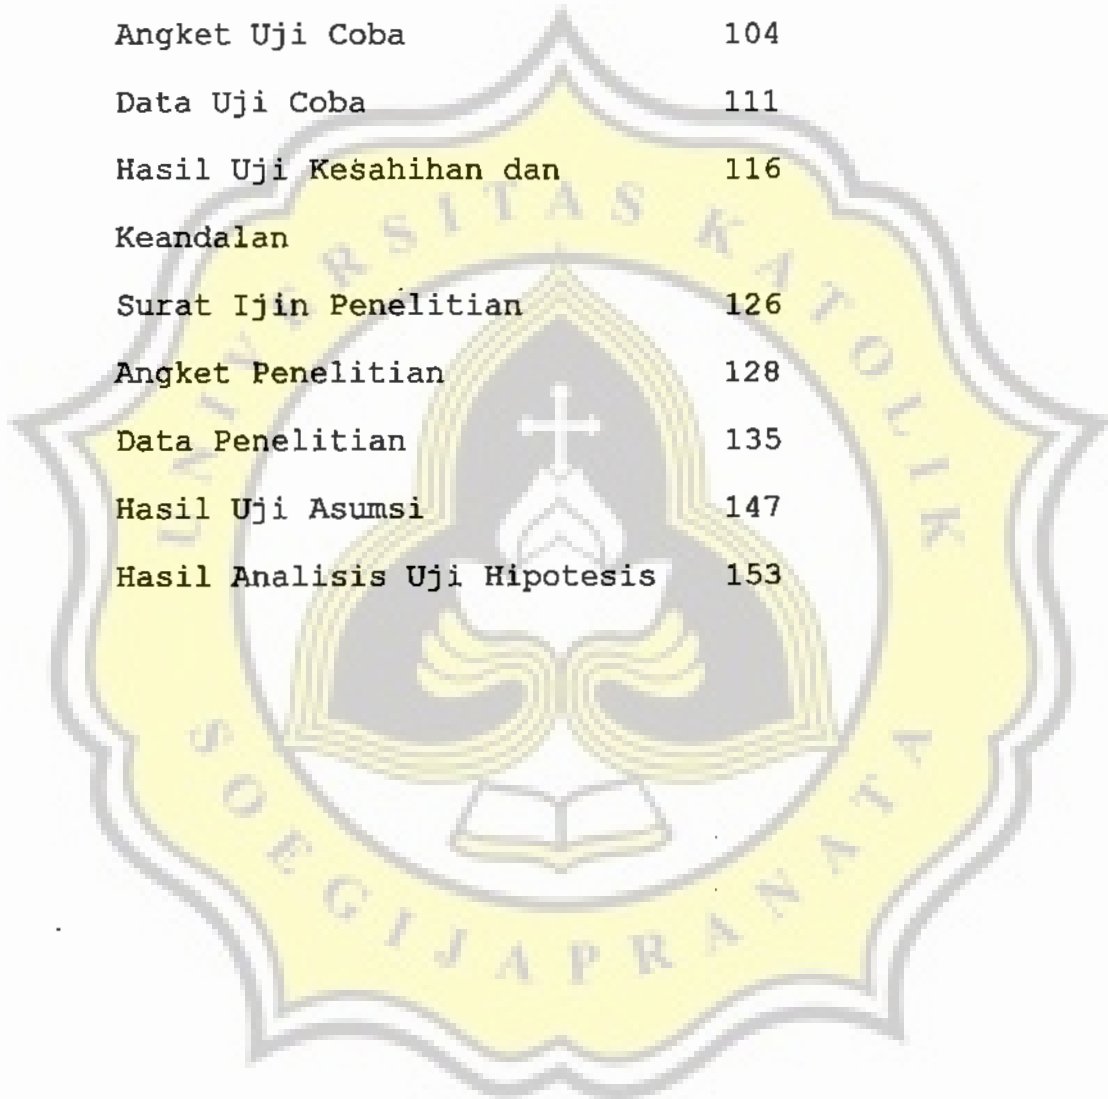 Angket Uji Coba 104
Data Uji Coba 111
Hasil Uji Kesahihan dan 116
Keandalan
Surat Ijin Penelitian 126
Angket Penelitian 128
Data Penelitian 135
Hasil Uji Asumsi 147
Hasil Analisis Uji Hipotesis 153
UNIVERSITAS KATOLIK
SOEGIJAPRANATA